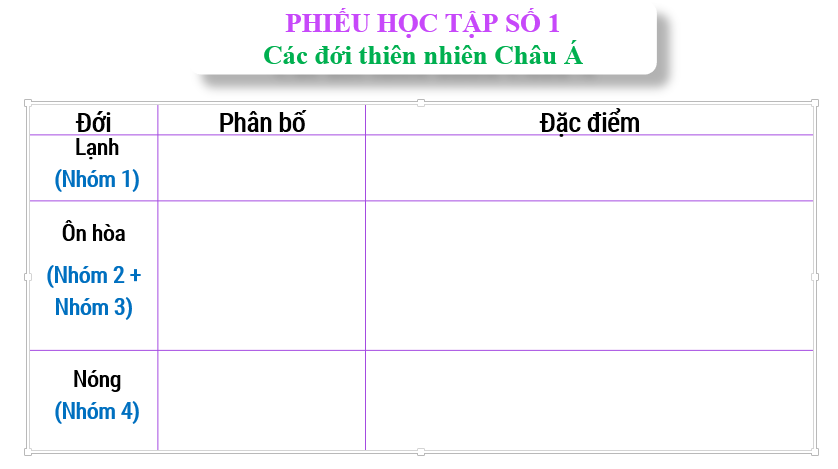 PHIẾU HỌC TẬP SỐ 1
Các đới thiên nhiên Châu Á
Đới Phân bố Đặc điểm
Lạnh
(Nhóm 1)
Ôn hòa
(Nhóm 2 +
Nhóm 3)
Nóng
(Nhóm 4)